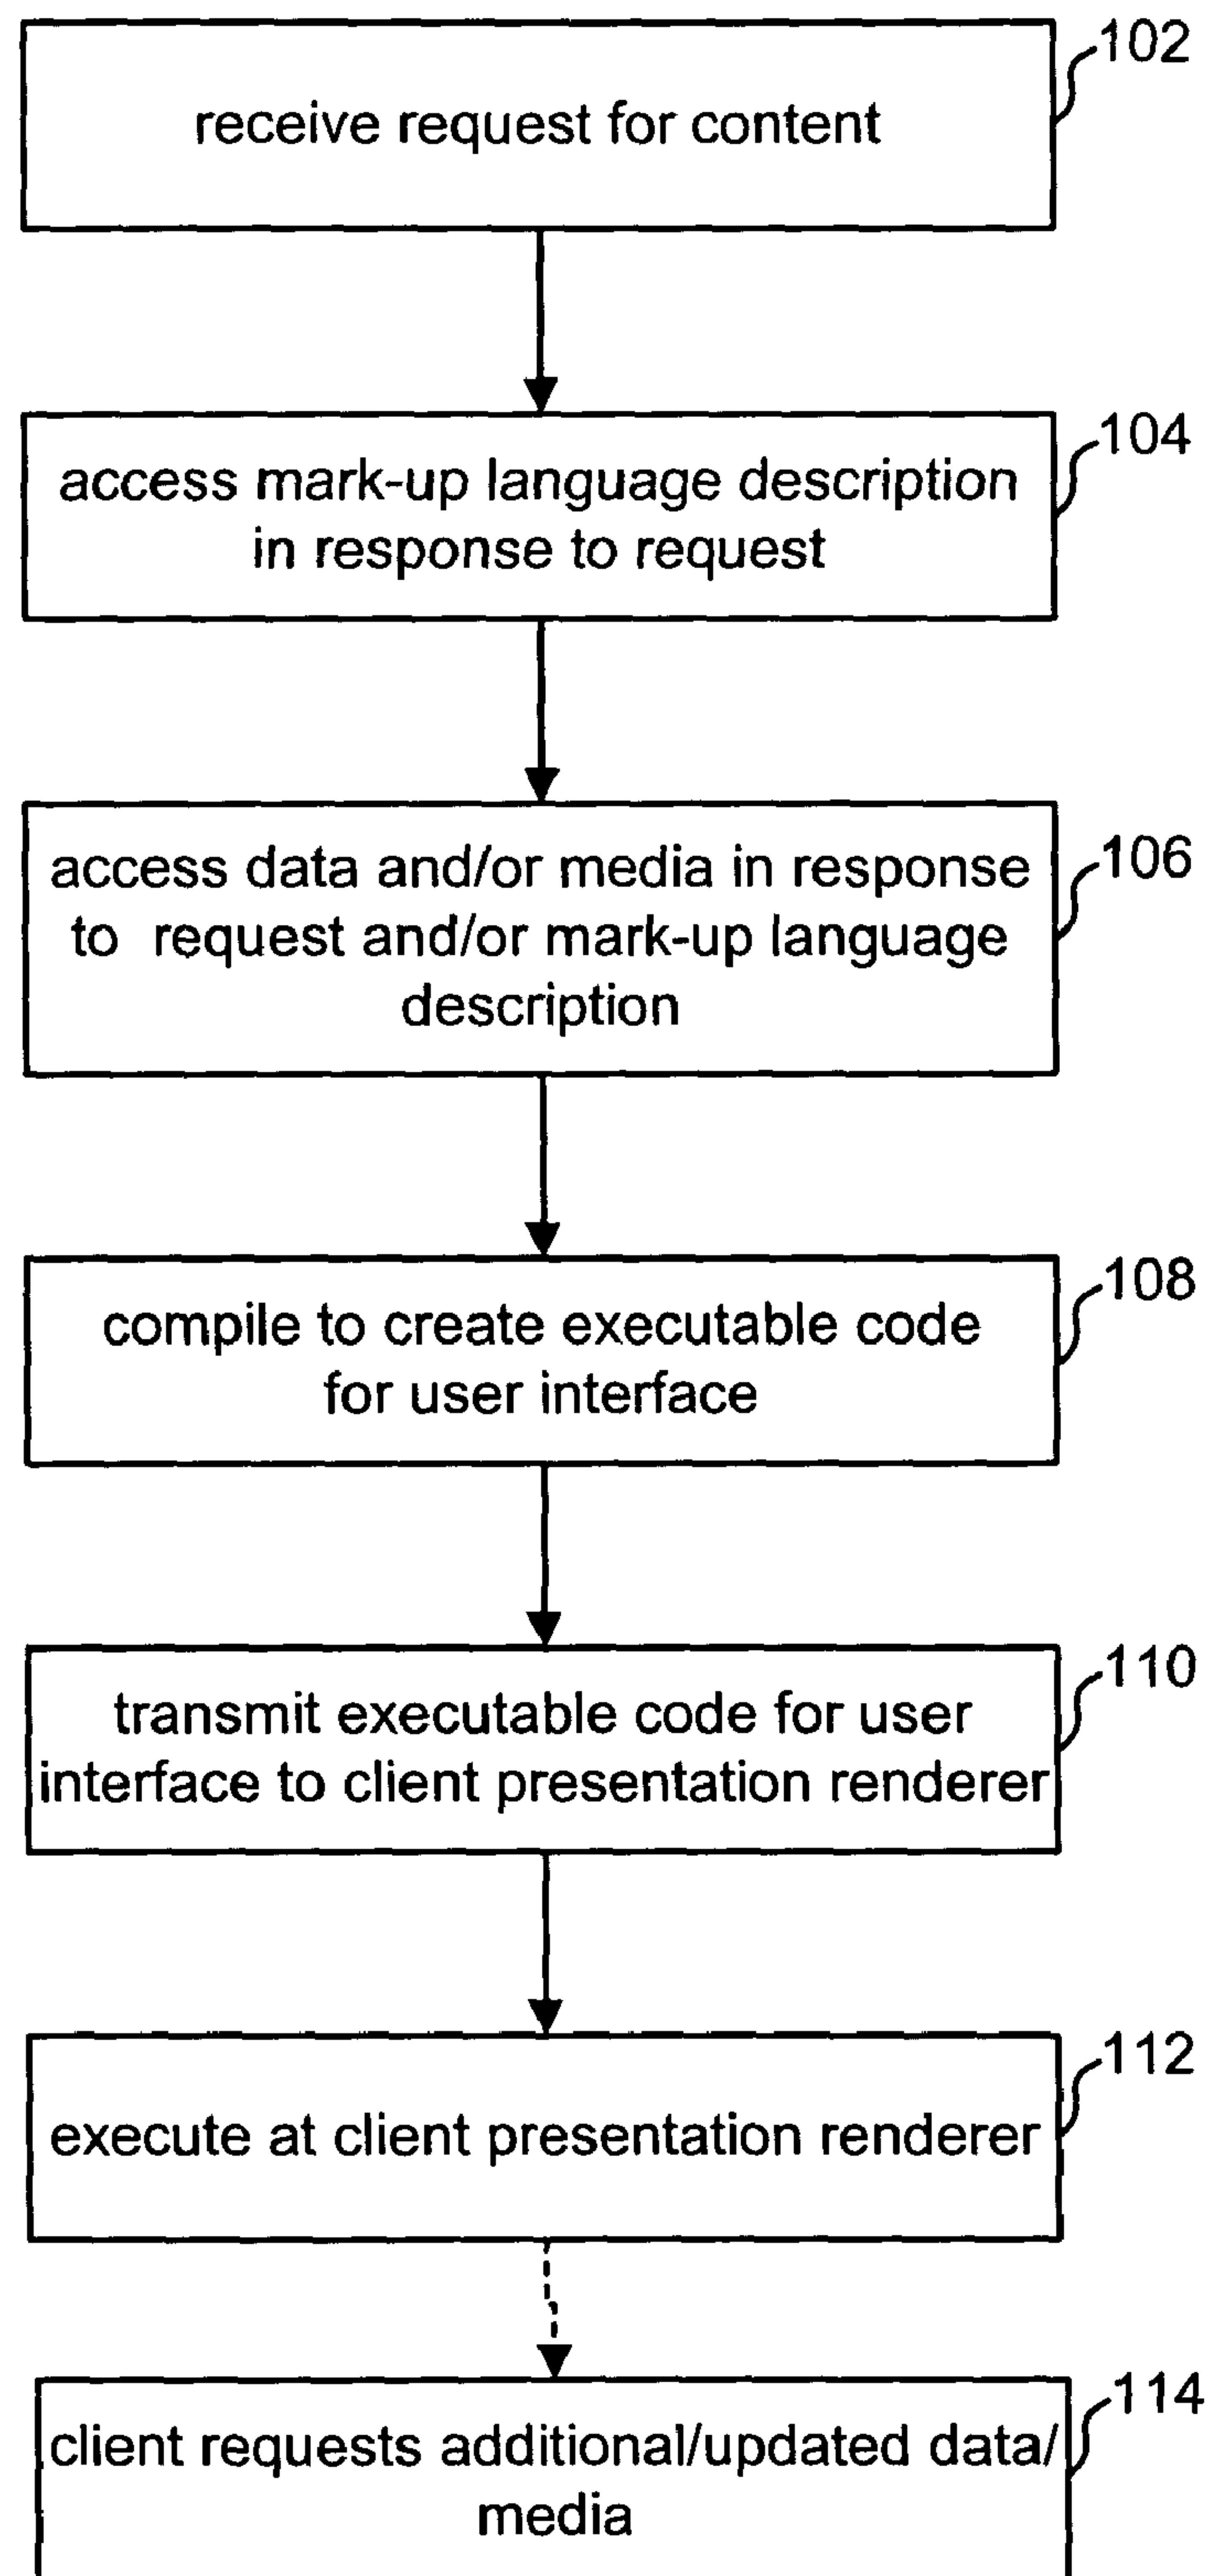 102
receive request for content
104
access mark-up language description
in response to request
106
access data and/or media in response
to request and/or mark-up language
description
108
compile to create executable code
for user interface
110
transmit executable code for user
interface to client presentation renderer
112
execute at client presentation renderer
114
client requests additional/updated data/
media